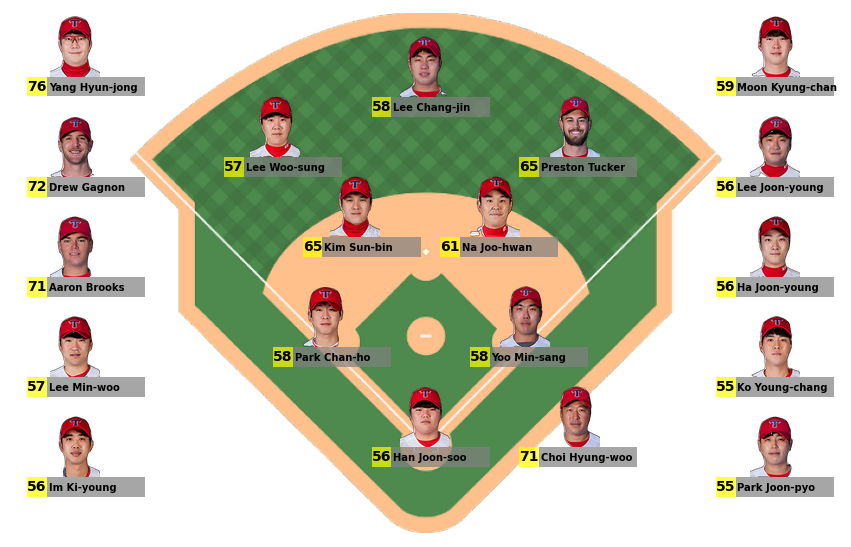 76 Yang Hyun-jong
59 Moon Kyung-chan
58 Lee Chang-jin
57 Lee Woo-sung
65 Preston Tucker
72 Drew Gagnon
56 Lee Joon-young
65 Kim Sun-bin
61 Na Joo-hwan
71 Aaron Brooks
56 Ha Joon-young
58 Park Chan-ho
58 Yoo Min-sang
57 Lee Min-woo
55 Ko Young-chang
56 Han Joon-soo
71 Choi Hyung-woo
56 Im Ki-young
55 Park Joon-pyo